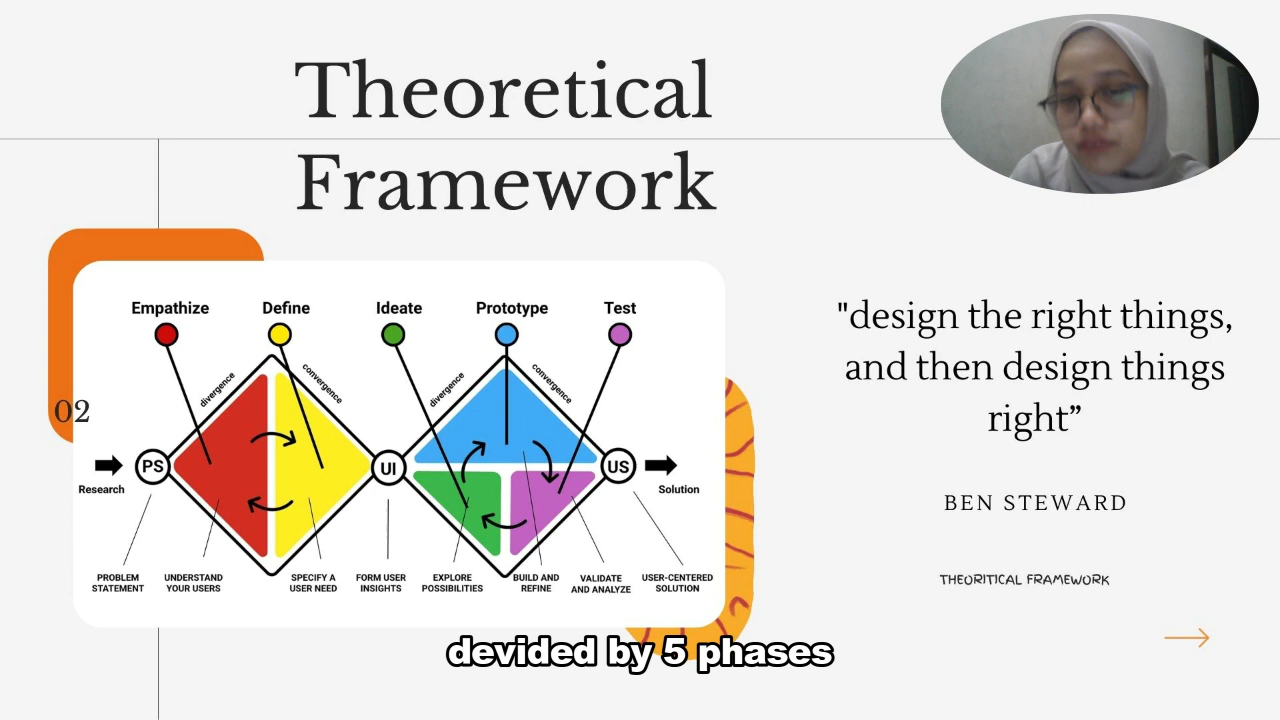 Theoretical
Framework
02
Empathize
Define
Ideate
Prototype
Test
divergence
convergence
divergence
convergence
PS
UI
US
Research
Solution
PROBLEM
STATEMENT
UNDERSTAND
YOUR USERS
SPECIFY A
USER NEED
FORM USER
INSIGHTS
EXPLORE
POSSIBILITIES
BUILD AND
REFINE
VALIDATE
AND ANALYZE
USER-CENTERED
SOLUTION
"design the right things,
and then design things
right”
BEN STEWARD
THEORITICAL FRAMEWORK
devided by 5 phases